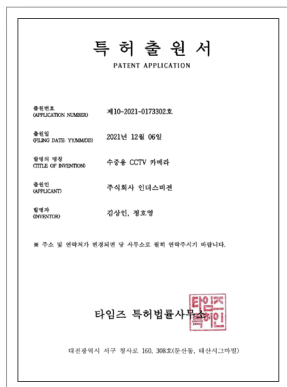 특허출원서
PATENT APPLICATION
출원번호
(APPLICATION NUMBER)
제10-2021-0173302호
출원일
(FILING DATE: YY/MM/DD)
2021년 12월 06일
발명의 명칭
(TITLE OF INVENTION)
수중용 CCTV 카메라
출원인
(APPLICANT)
주식회사 인더스비젼
발명자
(INVENTOR)
김상인, 정호영
※ 주소 및 연락처가 변경되면 당 사무소로 필히 연락주시기 바랍니다.
타임즈 특허법률사무소
대전광역시 서구 청사로 160, 308호(둔산동, 태산시그마빌)